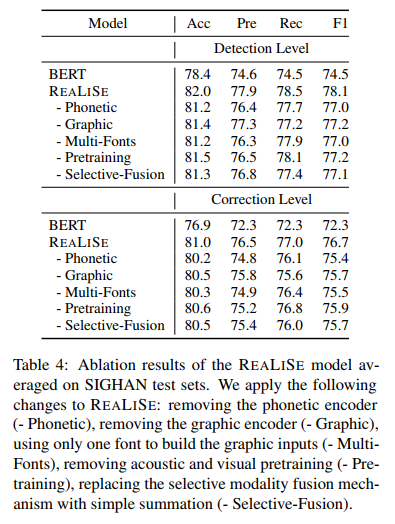 Model Acc Pre Rec F1
Detection Level
BERT 78.4 74.6 74.5 74.5
REALISE 82.0 77.9 78.5 78.1
- Phonetic 81.2 76.4 77.7 77.0
- Graphic 81.4 77.3 77.2 77.2
- Multi-Fonts 81.2 76.3 77.9 77.0
- Pretraining 81.5 76.5 78.1 77.2
- Selective-Fusion 81.3 76.8 77.4 77.1
Correction Level
BERT 76.9 72.3 72.3 72.3
REALISE 81.0 76.5 77.0 76.7
- Phonetic 80.2 74.8 76.1 75.4
- Graphic 80.5 75.8 75.6 75.7
- Multi-Fonts 80.3 74.9 76.4 75.5
- Pretraining 80.6 75.2 76.8 75.9
- Selective-Fusion 80.5 75.4 76.0 75.7
Table 4: Ablation results of the REALISE model av-
eraged on SIGHAN test sets. We apply the following
changes to REALISE: removing the phonetic encoder
(- Phonetic), removing the graphic encoder (- Graphic),
using only one font to build the graphic inputs (- Multi-
Fonts), removing acoustic and visual pretraining (- Pre-
training), replacing the selective modality fusion mech-
anism with simple summation (- Selective-Fusion).